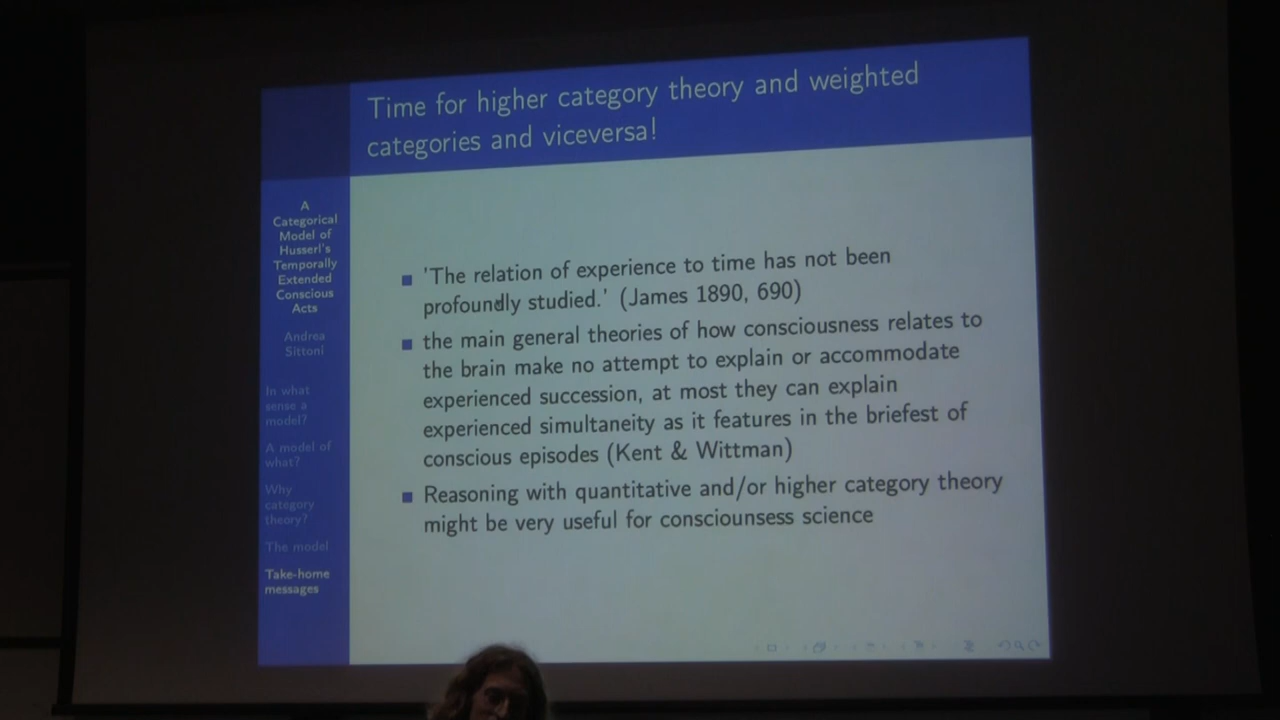 Time for higher category theory and weighted
categories and viceversa!
A
Categorical
Model of
Husserl's
Temporally
Extended
Conscious
Acts
Andrea
Sittoni
In what
sense a
model?
A model of
what?
Why
category
theory?
The model
Take-home
messages
'The relation of experience to time has not been
profoundly studied.' (James 1890, 690)
the main general theories of how consciousness relates to
the brain make no attempt to explain or accommodate
experienced succession, at most they can explain
experienced simultaneity as it features in the briefest of
conscious episodes (Kent & Wittman)
Reasoning with quantitative and/or higher category theory
might be very useful for consciounsess science